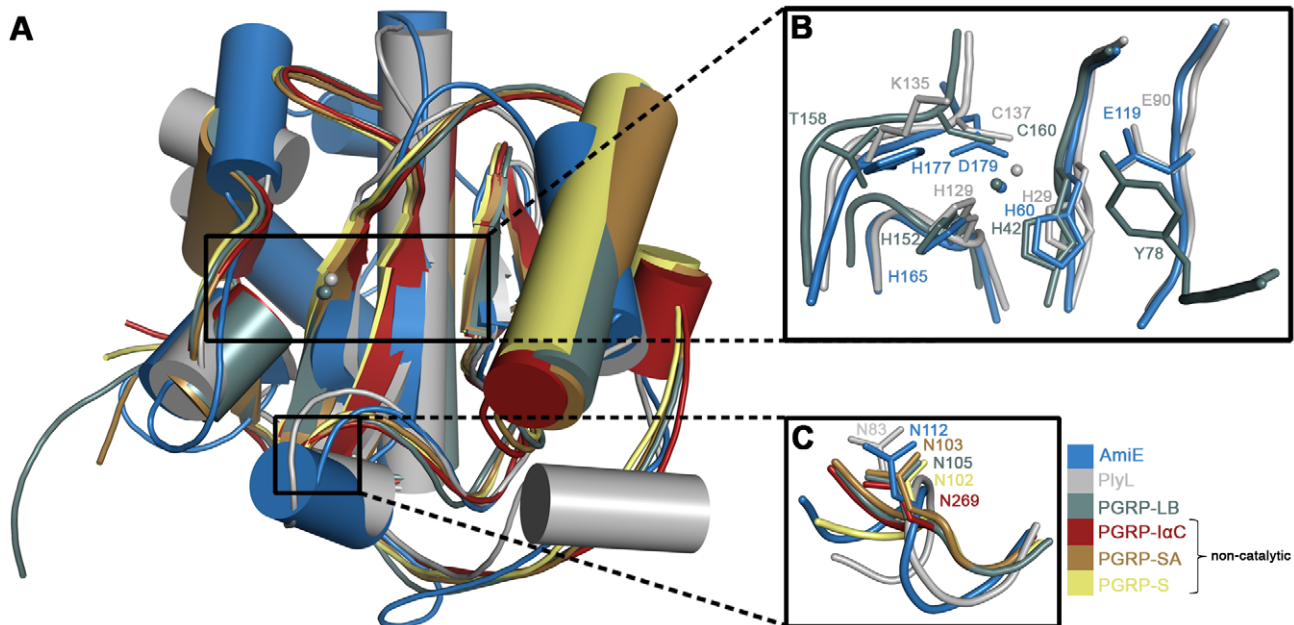 A
B
K135
T158
C137
C160
E119
E90
H177
D179
H129
H29
H60
H152
H42
H165
Y78
C
N83
N112
N103
N105
N102
N269
AmiE
PlyL
PGRP-LB
PGRP-IαC
PGRP-SA
PGRP-S
non-catalytic